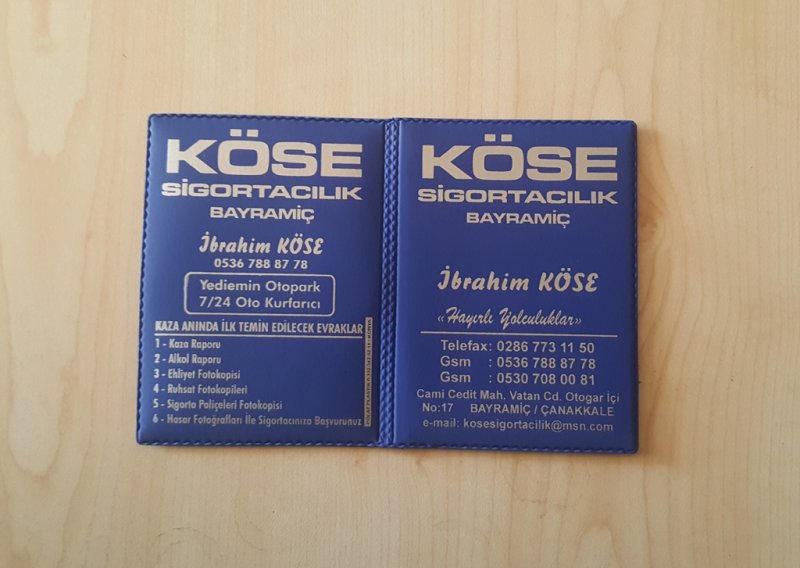 KÖSE
SİGORTACILIK
BAYRAMİÇ
İbrahim KÖSE
0536 788 87 78
Yediemin Otopark
7/24 Oto Kurfarıcı
KAZA ANINDA İLK TEMİN EDİLECEK EVRAKLAR
1 - Kaza Raporu
2 - Alkol Raporu
3 - Ehliyet Fotokopisi
4 - Ruhsat Fotokopileri
5 - Sigorta Poliçeleri Fotokopisi
6 - Hasar Fotoğrafları İle Sigortacınıza Başvurunuz
KÖSE
SİGORTACILIK
BAYRAMİÇ
İbrahim KÖSE
«Hayırlı Yolculuklar»
Telefax: 0286 773 11 50
Gsm : 0536 788 87 78
Gsm : 0530 708 00 81
Cami Cedit Mah. Vatan Cd. Otogar İçi
No:17 BAYRAMİÇ / ÇANAKKALE
e-mail: kosesigortacilik@msn.com